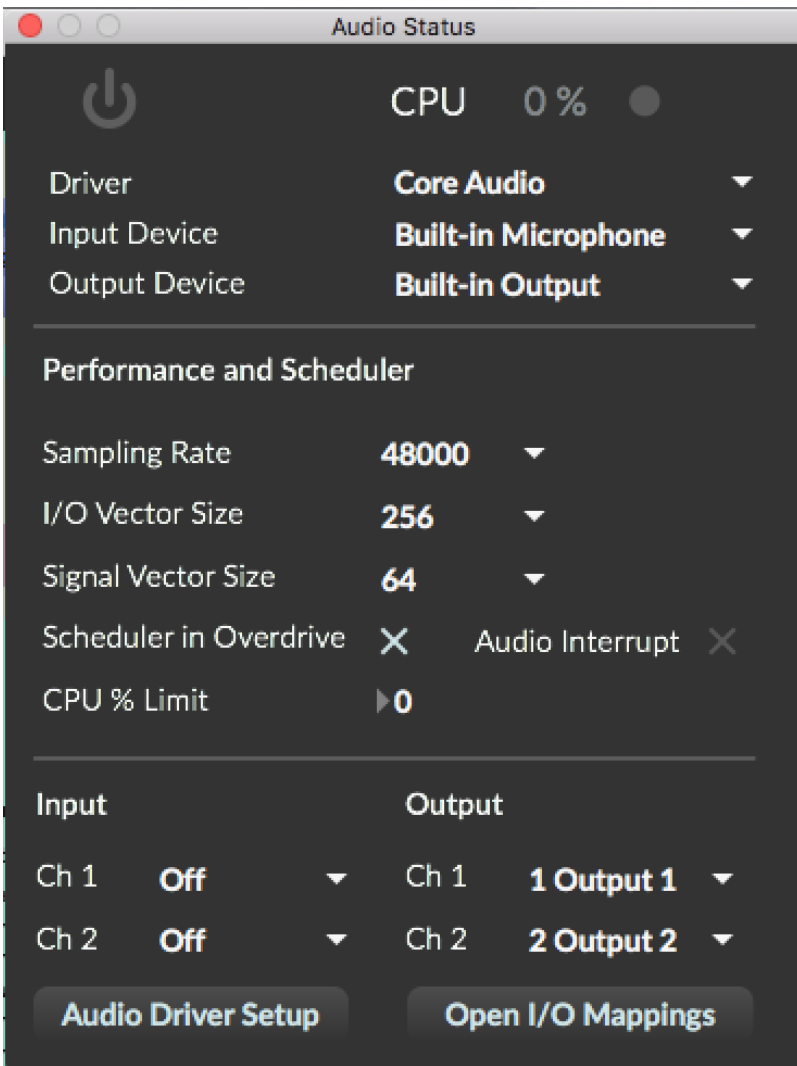 Audio Status
CPU 0 %
Driver Core Audio
Input Device Built-in Microphone
Output Device Built-in Output
Performance and Scheduler
Sampling Rate 48000
I/O Vector Size 256
Signal Vector Size 64
Scheduler in Overdrive Audio Interrupt
CPU % Limit 0
Input Output
Ch 1 Off Ch 1 1 Output 1
Ch 2 Off Ch 2 2 Output 2
Audio Driver Setup Open I/O Mappings